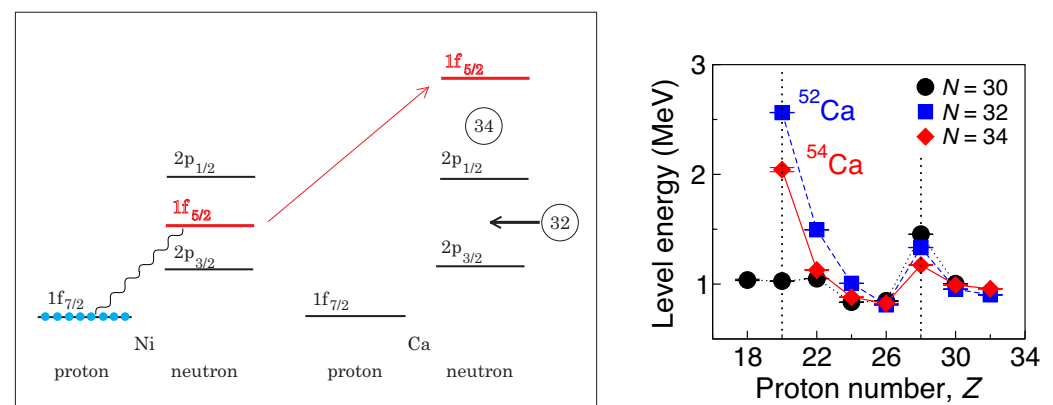 1f5/2
34
2p1/2
2p1/2
1f5/2
32
2p3/2
2p3/2
1f7/2
1f7/2
Ni
Ca
proton
neutron
proton
neutron
3
2
1
Level energy (MeV)
52Ca
54Ca
N = 30
N = 32
N = 34
18
22
26
30
34
Proton number, Z